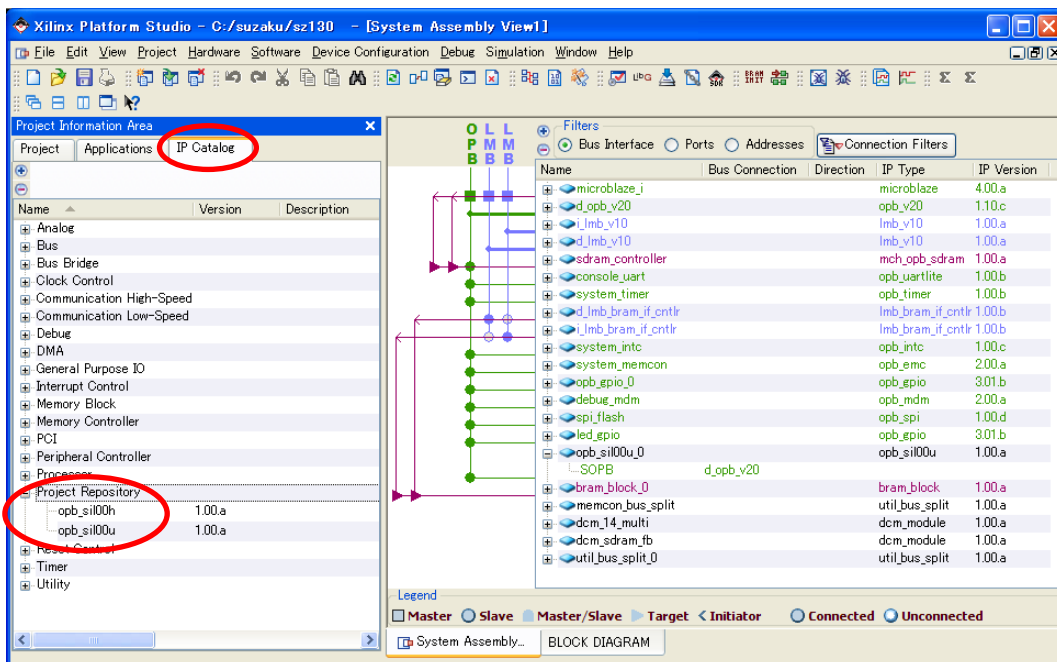 Xilinx Platform Studio - C:/suzaku/sz130 - [System Assembly View1]
File Edit View Project Hardware Software Device Configuration Debug Simulation Window Help
Project Information Area
Project Applications IP Catalog
Name Version Description
Analog
Bus
Bus Bridge
Clock Control
Communication High-Speed
Communication Low-Speed
Debug
DMA
General Purpose IO
Interrupt Control
Memory Block
Memory Controller
PCI
Peripheral Controller
Processor
Project Repository
opb_sil00h 1.00.a
opb_sil00u 1.00.a
Reset Control
Timer
Utility
O L L
P M M
B B B
Filters
Bus Interface Ports Addresses Connection Filters
Name Bus Connection Direction IP Type IP Version
microblaze_i microblaze 4.00.a
d_opb_v20 opb_v20 1.10.c
i_lmb_v10 lmb_v10 1.00.a
d_lmb_v10 lmb_v10 1.00.a
sdram_controller mch_opb_sdram 1.00.a
console_uart opb_uartlite 1.00.b
system_timer opb_timer 1.00.b
d_lmb_bram_if_cntlr lmb_bram_if_cntlr 1.00.b
i_lmb_bram_if_cntlr lmb_bram_if_cntlr 1.00.b
system_intc opb_intc 1.00.c
system_memcon opb_emc 2.00.a
opb_gpio_0 opb_gpio 3.01.b
debug_mdm opb_mdm 2.00.a
spi_flash opb_spi 1.00.d
led_gpio opb_gpio 3.01.b
opb_sil00u_0 opb_sil00u 1.00.a
SOPB d_opb_v20
bram_block_0 bram_block 1.00.a
memcon_bus_split util_bus_split 1.00.a
dcm_14_multi dcm_module 1.00.a
dcm_sdram_fb dcm_module 1.00.a
util_bus_split_0 util_bus_split 1.00.a
Legend
Master Slave Master/Slave Target Initiator Connected Unconnected
System Assembly... BLOCK DIAGRAM